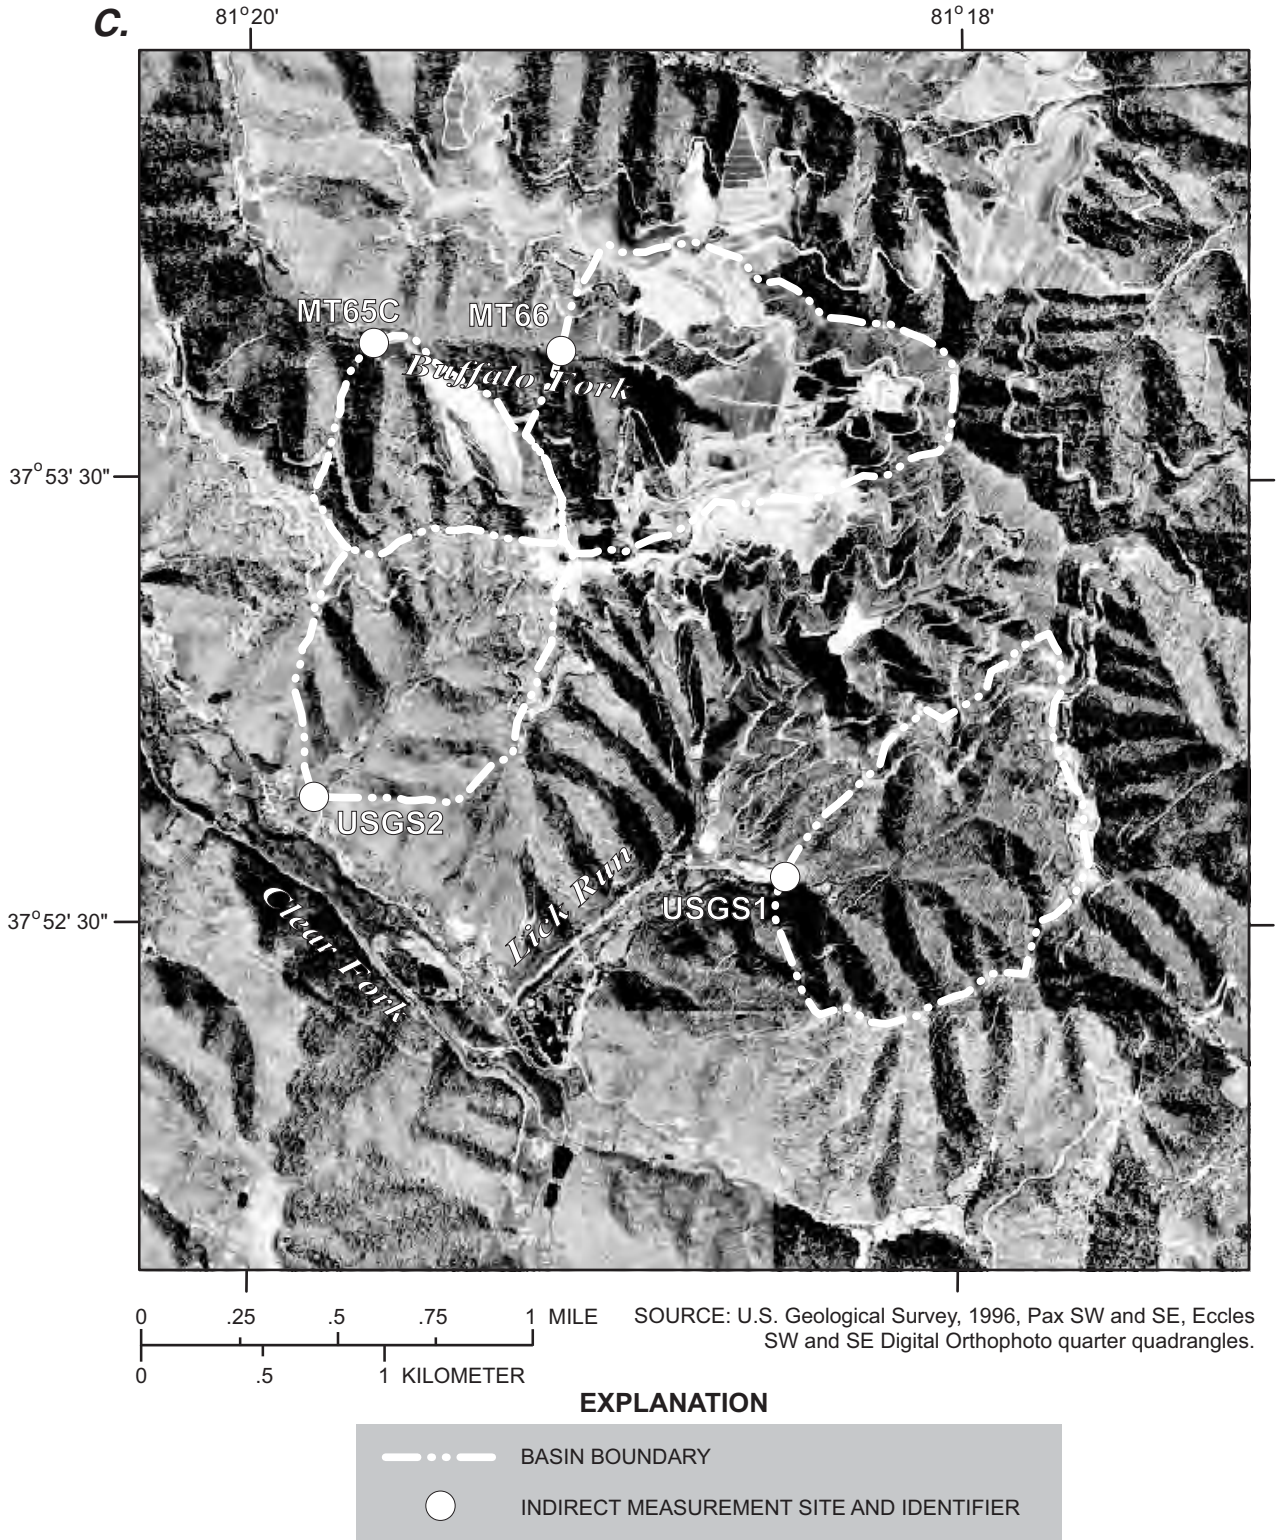 C.
81°20'
81°18'
MT65C
MT66
Buffalo Fork
37°53' 30"
USGS2
Lick Run
USGS1
Clear Fork
37°52' 30"
0 .25 .5 .75 1 MILE
0 .5 1 KILOMETER
SOURCE: U.S. Geological Survey, 1996, Pax SW and SE, Eccles
SW and SE Digital Orthophoto quarter quadrangles.
EXPLANATION
BASIN BOUNDARY
INDIRECT MEASUREMENT SITE AND IDENTIFIER